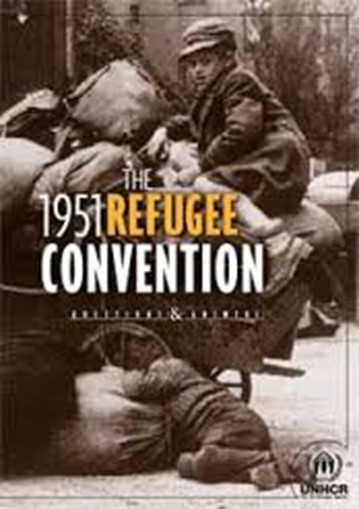 THE
1951 REFUGEE
CONVENTION
QUESTIONS & ANSWERS
UNHCR